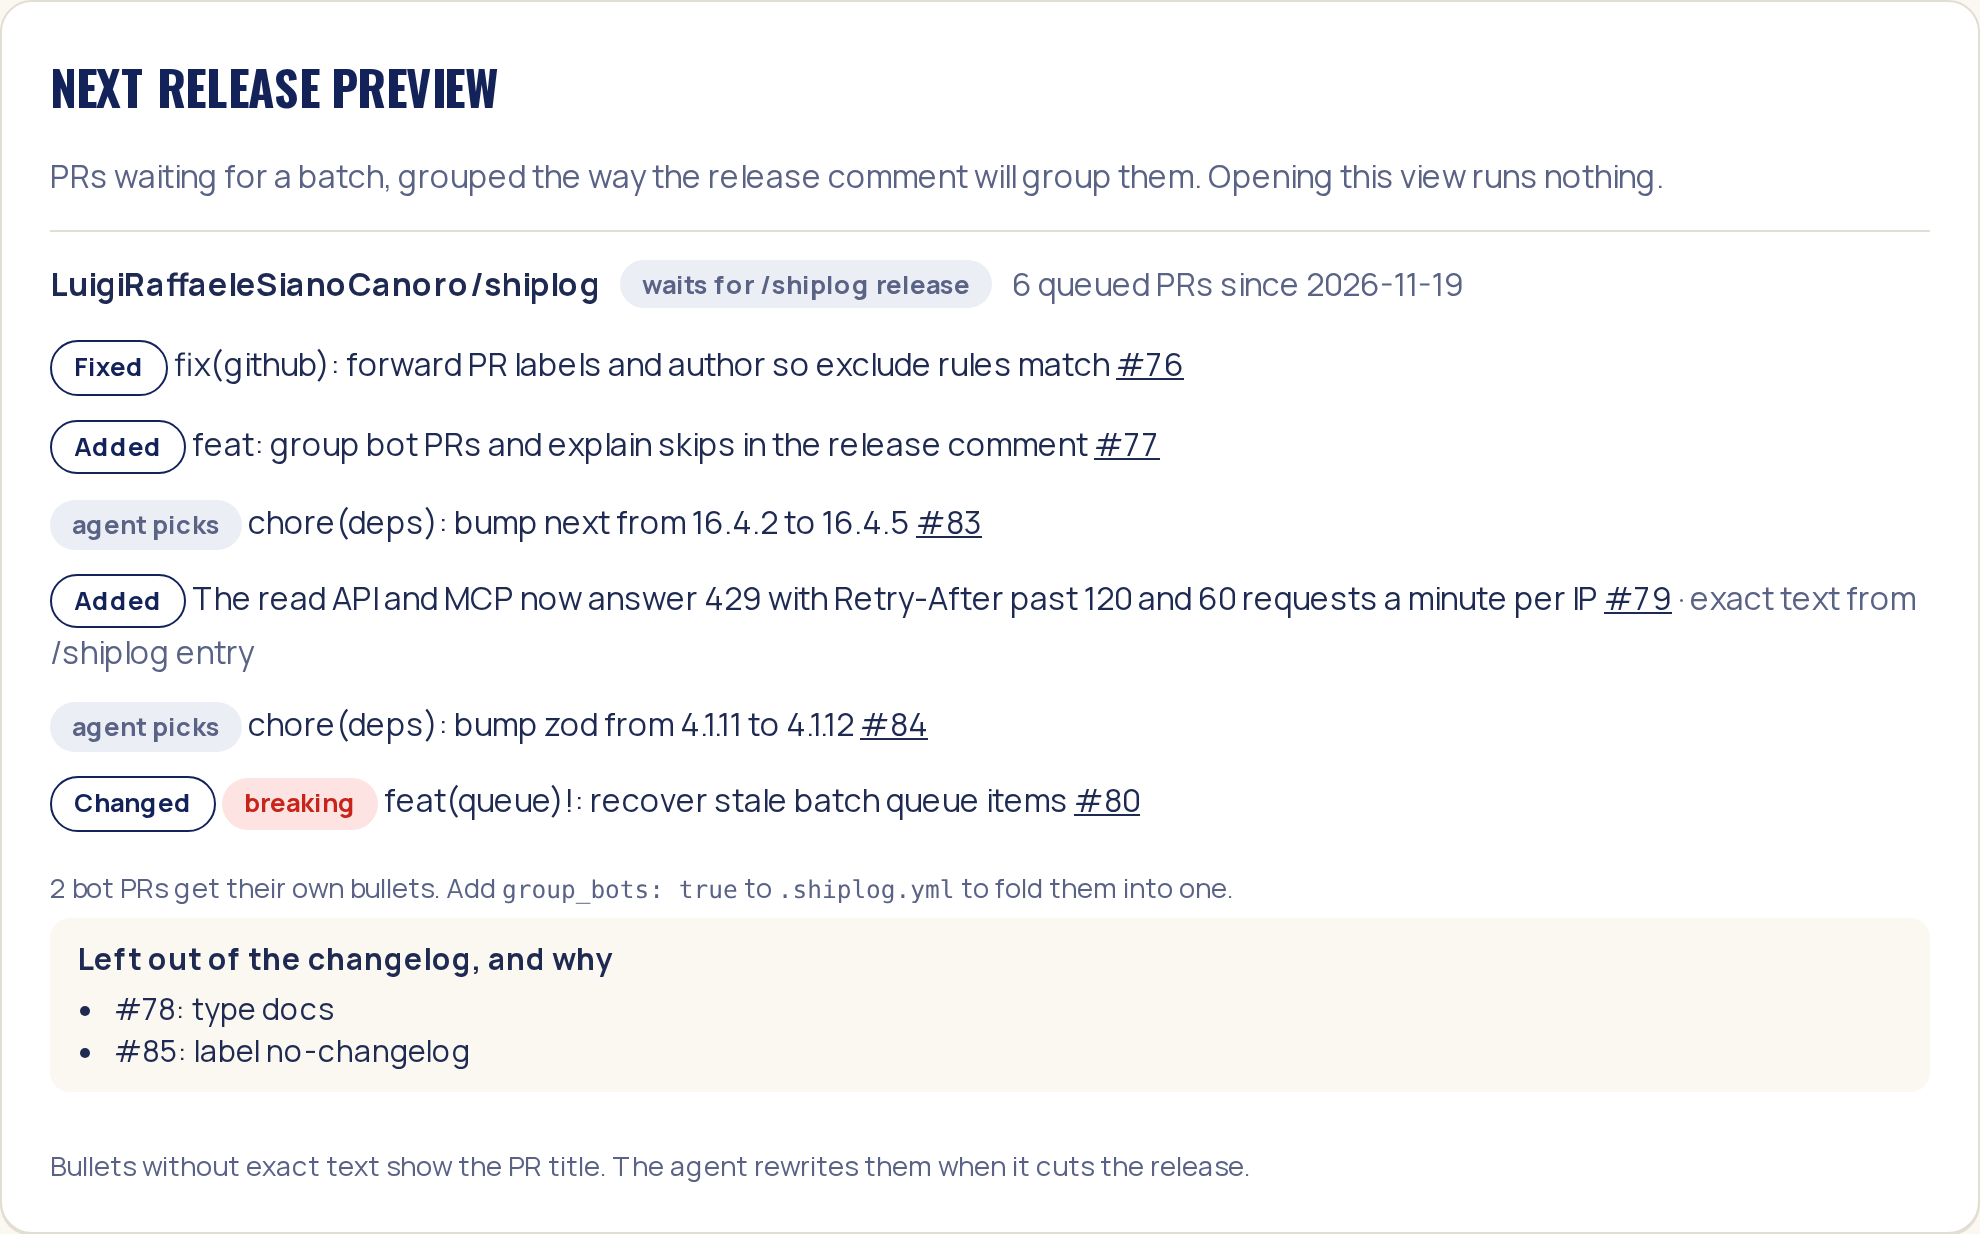 NEXT RELEASE PREVIEW
PRs waiting for a batch, grouped the way the release comment will group them. Opening this view runs nothing.
LuigiRaffaeleSianoCanoro/shiplog waits for /shiplog release 6 queued PRs since 2026-11-19
Fixed fix(github): forward PR labels and author so exclude rules match #76
Added feat: group bot PRs and explain skips in the release comment #77
agent picks chore(deps): bump next from 16.4.2 to 16.4.5 #83
Added The read API and MCP now answer 429 with Retry-After past 120 and 60 requests a minute per IP #79 · exact text from
/shiplog entry
agent picks chore(deps): bump zod from 4.1.11 to 4.1.12 #84
Changed breaking feat(queue)!: recover stale batch queue items #80
2 bot PRs get their own bullets. Add group_bots: true to .shiplog.yml to fold them into one.
Left out of the changelog, and why
• #78: type docs
• #85: label no-changelog
Bullets without exact text show the PR title. The agent rewrites them when it cuts the release.